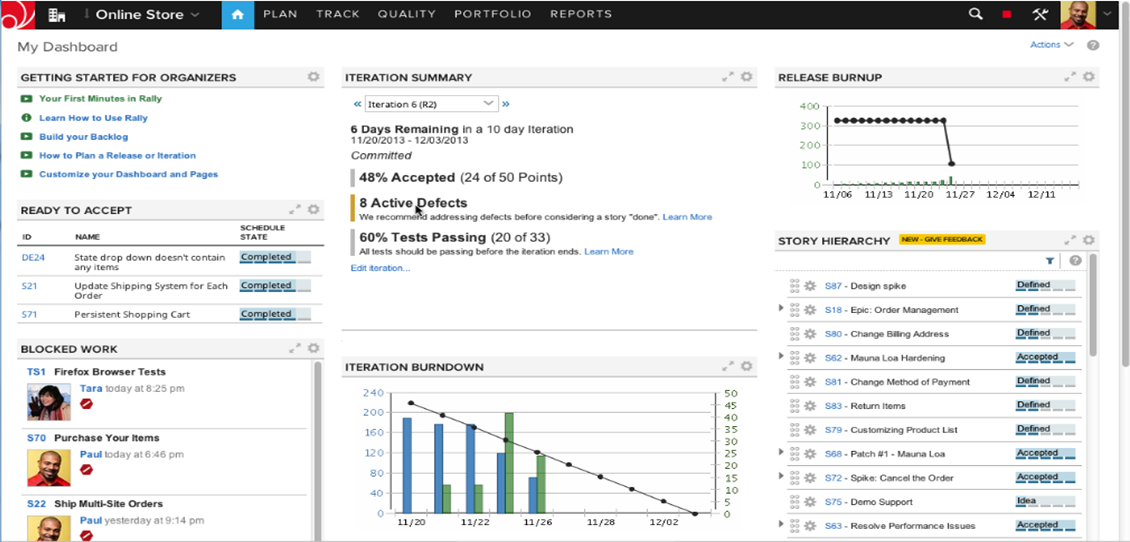 Online Store PLAN TRACK QUALITY PORTFOLIO REPORTS
My Dashboard
Actions
GETTING STARTED FOR ORGANIZERS
Your First Minutes in Rally
Learn How to Use Rally
Build your Backlog
How to Plan a Release or Iteration
Customize your Dashboard and Pages
READY TO ACCEPT
ID NAME SCHEDULE
STATE
DE24 State drop down doesn't contain
any items Completed
S21 Update Shipping System for Each
Order Completed
S71 Persistent Shopping Cart Completed
BLOCKED WORK
TS1 Firefox Browser Tests
Tara today at 8:25 pm
S70 Purchase Your Items
Paul today at 6:46 pm
S22 Ship Multi-Site Orders
Paul yesterday at 9:14 pm
ITERATION SUMMARY
« Iteration 6 (R2) »
6 Days Remaining in a 10 day Iteration
11/20/2013 - 12/03/2013
Committed
48% Accepted (24 of 50 Points)
8 Active Defects
We recommend addressing defects before considering a story "done". Learn More
60% Tests Passing (20 of 33)
All tests should be passing before the iteration ends. Learn More
Edit iteration...
ITERATION BURNDOWN
240
200
160
120
80
40
0
50
45
40
35
30
25
20
15
10
5
0
11/20 11/22 11/26 11/28 12/02
RELEASE BURNUP
400
300
200
100
0
11/06 11/13 11/20 11/27 12/04 12/11
STORY HIERARCHY NEW - GIVE FEEDBACK
S87 - Design spike Defined
S18 - Epic: Order Management Defined
S80 - Change Billing Address Defined
S62 - Mauna Loa Hardening Accepted
S81 - Change Method of Payment Defined
S83 - Return Items Defined
S79 - Customizing Product List Defined
S68 - Patch #1 - Mauna Loa Accepted
S72 - Spike: Cancel the Order Accepted
S75 - Demo Support Idea
S63 - Resolve Performance Issues Accepted